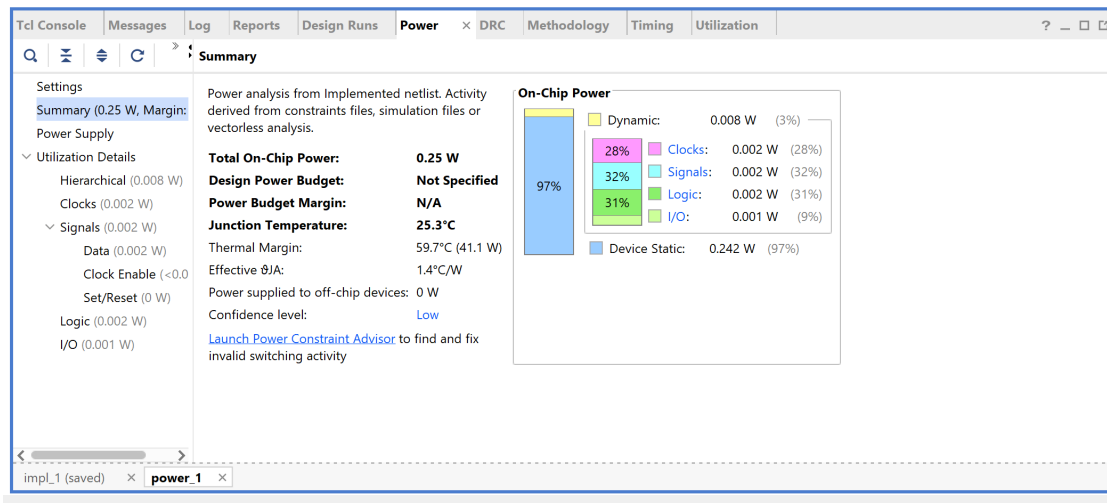 Tcl Console Messages Log Reports Design Runs Power × DRC Methodology Timing Utilization ?
» Summary
Settings
Summary (0.25 W, Margin:
Power Supply
Utilization Details
Hierarchical (0.008 W)
Clocks (0.002 W)
Signals (0.002 W)
Data (0.002 W)
Clock Enable (<0.0
Set/Reset (0 W)
Logic (0.002 W)
I/O (0.001 W)
Power analysis from Implemented netlist. Activity
derived from constraints files, simulation files or
vectorless analysis.
Total On-Chip Power: 0.25 W
Design Power Budget: Not Specified
Power Budget Margin: N/A
Junction Temperature: 25.3°C
Thermal Margin: 59.7°C (41.1 W)
Effective ϑJA: 1.4°C/W
Power supplied to off-chip devices: 0 W
Confidence level: Low
Launch Power Constraint Advisor to find and fix
invalid switching activity
On-Chip Power
Dynamic: 0.008 W (3%)
28% Clocks: 0.002 W (28%)
32% Signals: 0.002 W (32%)
31% Logic: 0.002 W (31%)
I/O: 0.001 W (9%)
97%
Device Static: 0.242 W (97%)
impl_1 (saved) × power_1 ×